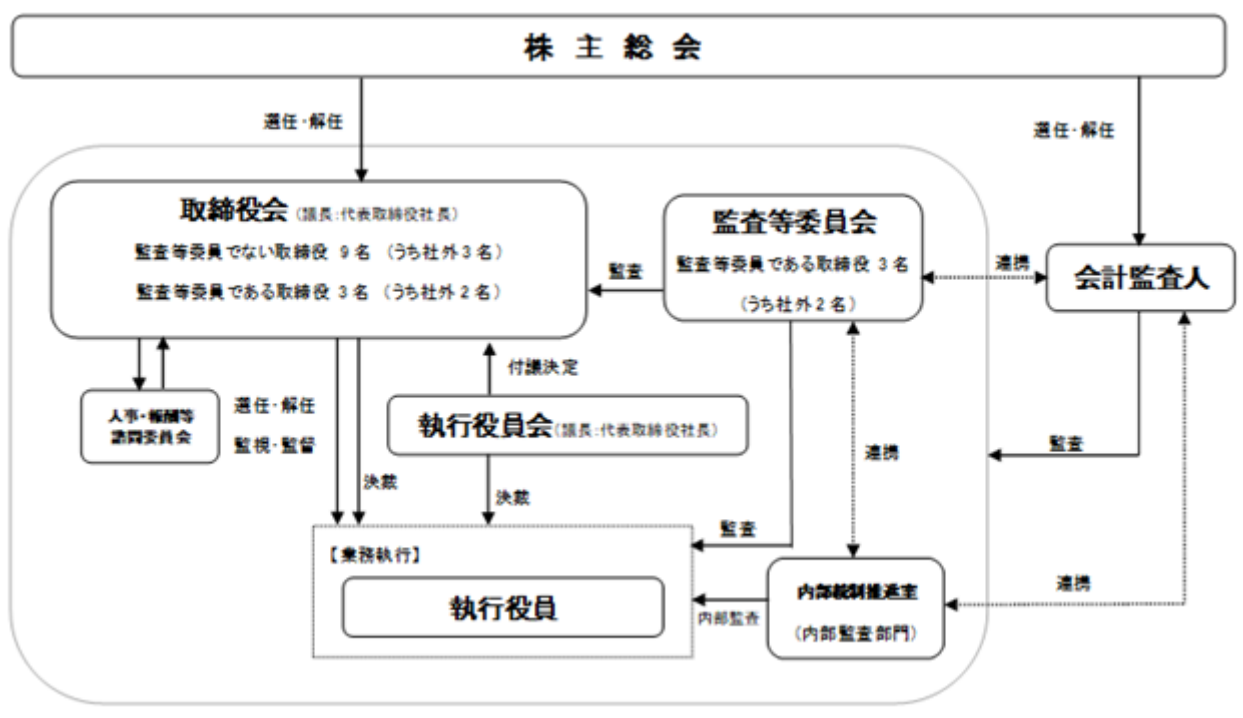 株主総会
選任・解任
選任・解任
取締役会(議長:代表取締役社長)
監査等委員でない取締役 9名 (うち社外3名)
監査等委員である取締役 3名 (うち社外2名)
監査
監査等委員会
監査等委員である取締役 3名
(うち社外2名)
連携
会計監査人
人事・報酬等
諮問委員会
選任・解任
監視・監督
付議決定
執行役員会(議長:代表取締役社長)
決裁
決裁
連携
監査
監査
【業務執行】
執行役員
内部監査
内部統制推進室
(内部監査部門)
連携